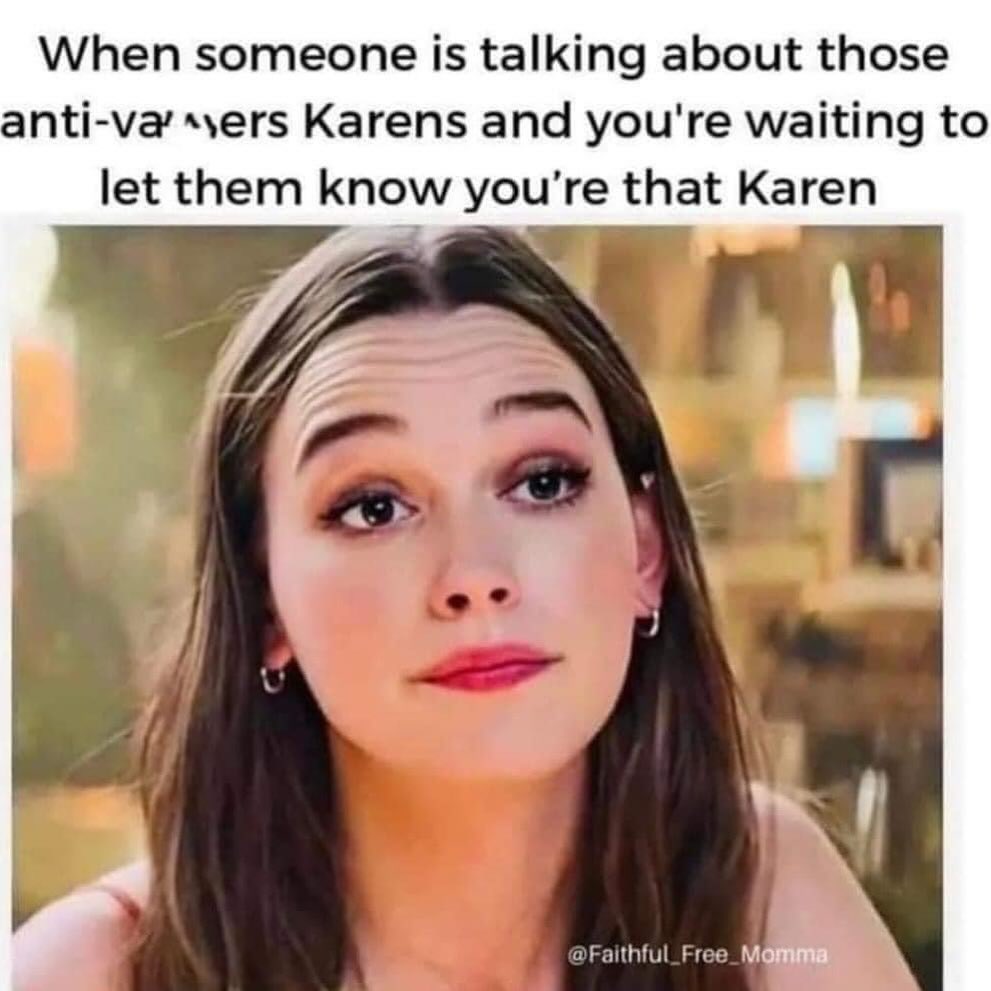 When someone is talking about those
Karens and you're waiting to
let them know you're that Karen
@Faithful_Free_Momma